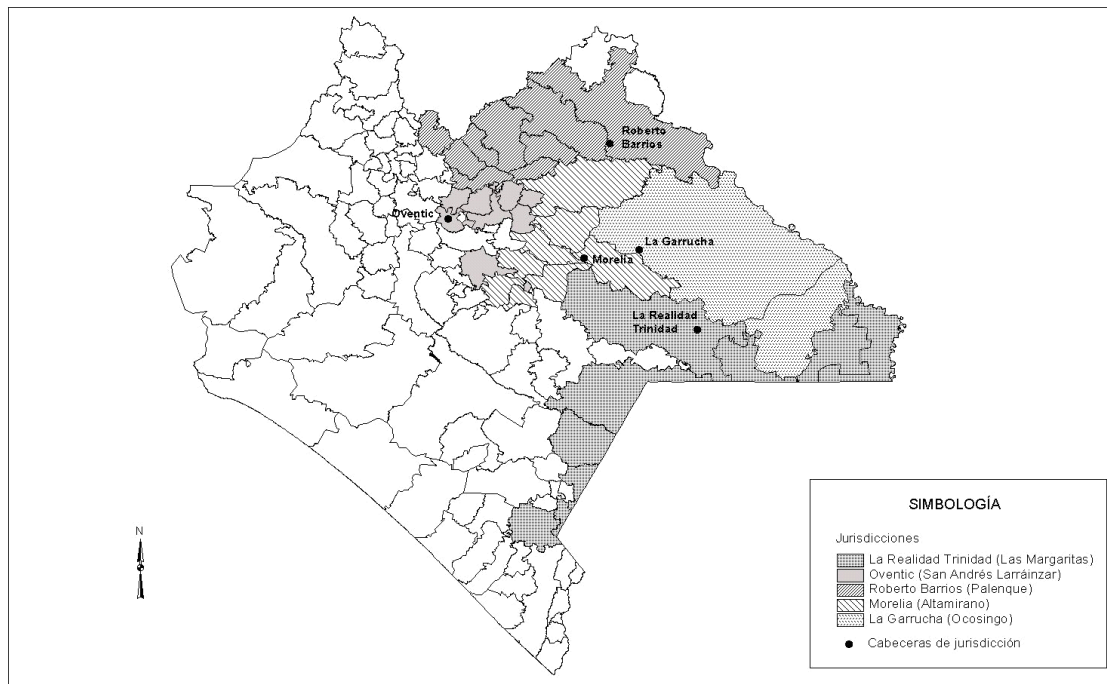 Roberto
Barrios
Oventic
La Garrucha
Morelia
La Realidad
Trinidad
N
SIMBOLOGÍA
Jurisdicciones
La Realidad Trinidad (Las Margaritas)
Oventic (San Andrés Larráinzar)
Roberto Barrios (Palenque)
Morelia (Altamirano)
La Garrucha (Ocosingo)
Cabeceras de jurisdicción